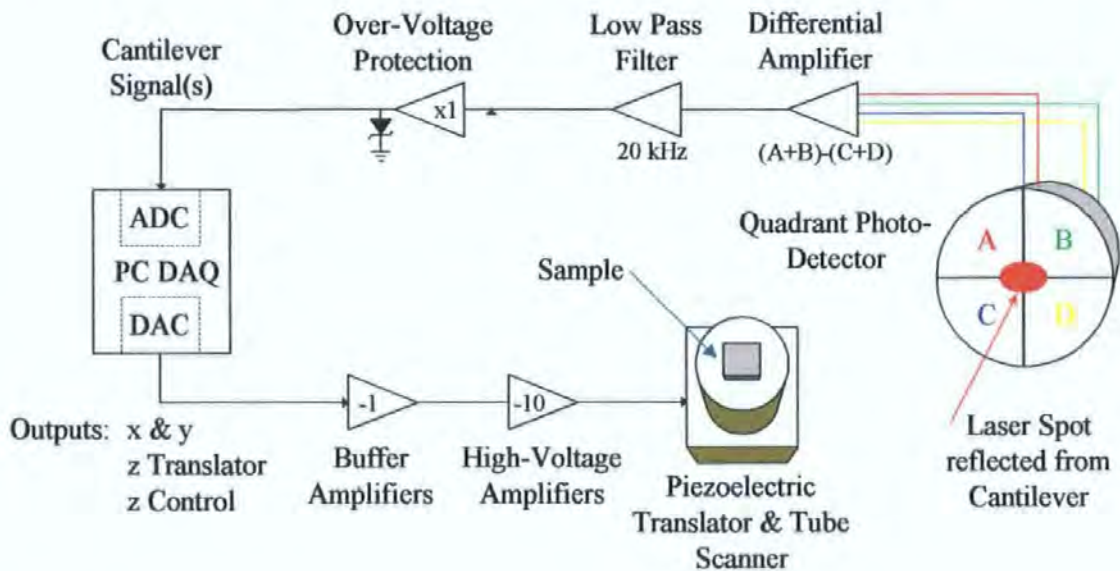 Over-Voltage
Protection
Low Pass
Filter
Differential
Amplifier
Cantilever
Signal(s)
x1
20 kHz
(A+B)-(C+D)
ADC
PC DAQ
DAC
Quadrant Photo-
Detector
A
B
C
D
Sample
-1
-10
Outputs: x & y
z Translator
z Control
Buffer
Amplifiers
High-Voltage
Amplifiers
Piezoelectric
Translator & Tube
Scanner
Laser Spot
reflected from
Cantilever